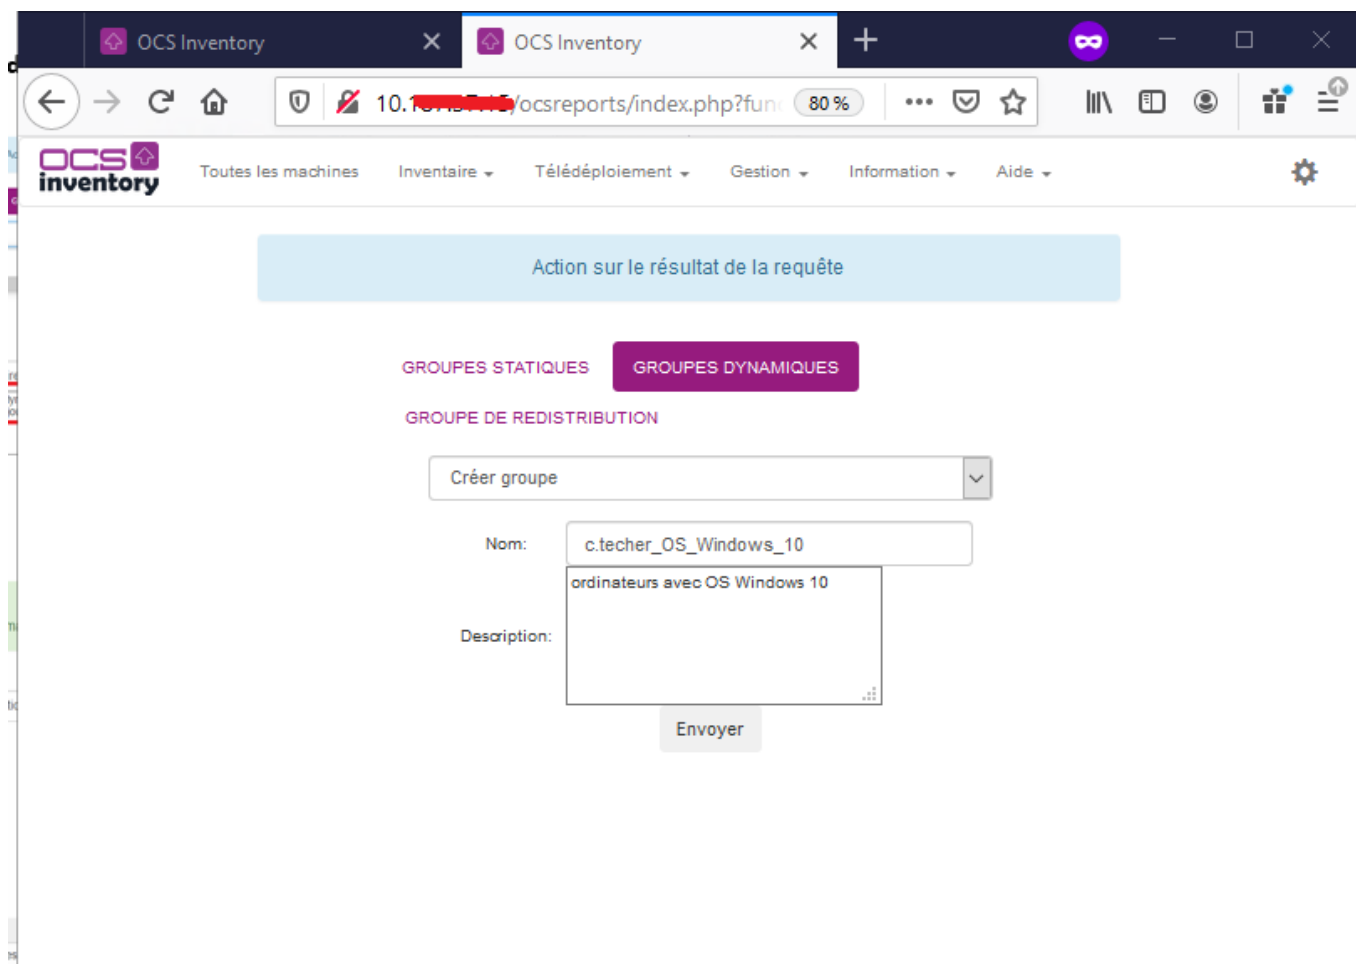 OCS Inventory
OCS Inventory
/ocsreports/index.php?fun 80 %
OCS inventory
Toutes les machines Inventaire Télédéploiement Gestion Information Aide
Action sur le résultat de la requête
GROUPES STATIQUES GROUPES DYNAMIQUES
GROUPE DE REDISTRIBUTION
Créer groupe
Nom: c.techer_OS_Windows_10
ordinateurs avec OS Windows 10
Description:
Envoyer